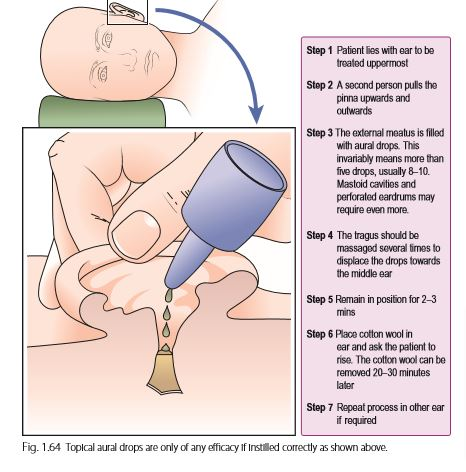 Step 1 Patient lies with ear to be
treated uppermost
Step 2 A second person pulls the
pinna upwards and
outwards
Step 3 The external meatus is filled
with aural drops. This
invariably means more than
five drops, usually 8–10.
Mastoid cavities and
perforated eardrums may
require even more.
Step 4 The tragus should be
massaged several times to
displace the drops towards
the middle ear
Step 5 Remain in position for 2–3
mins
Step 6 Place cotton wool in
ear and ask the patient to
rise. The cotton wool can be
removed 20–30 minutes
later
Step 7 Repeat process in other ear
if required
Fig. 1.64 Topical aural drops are only of any efficacy if instilled correctly as shown above.